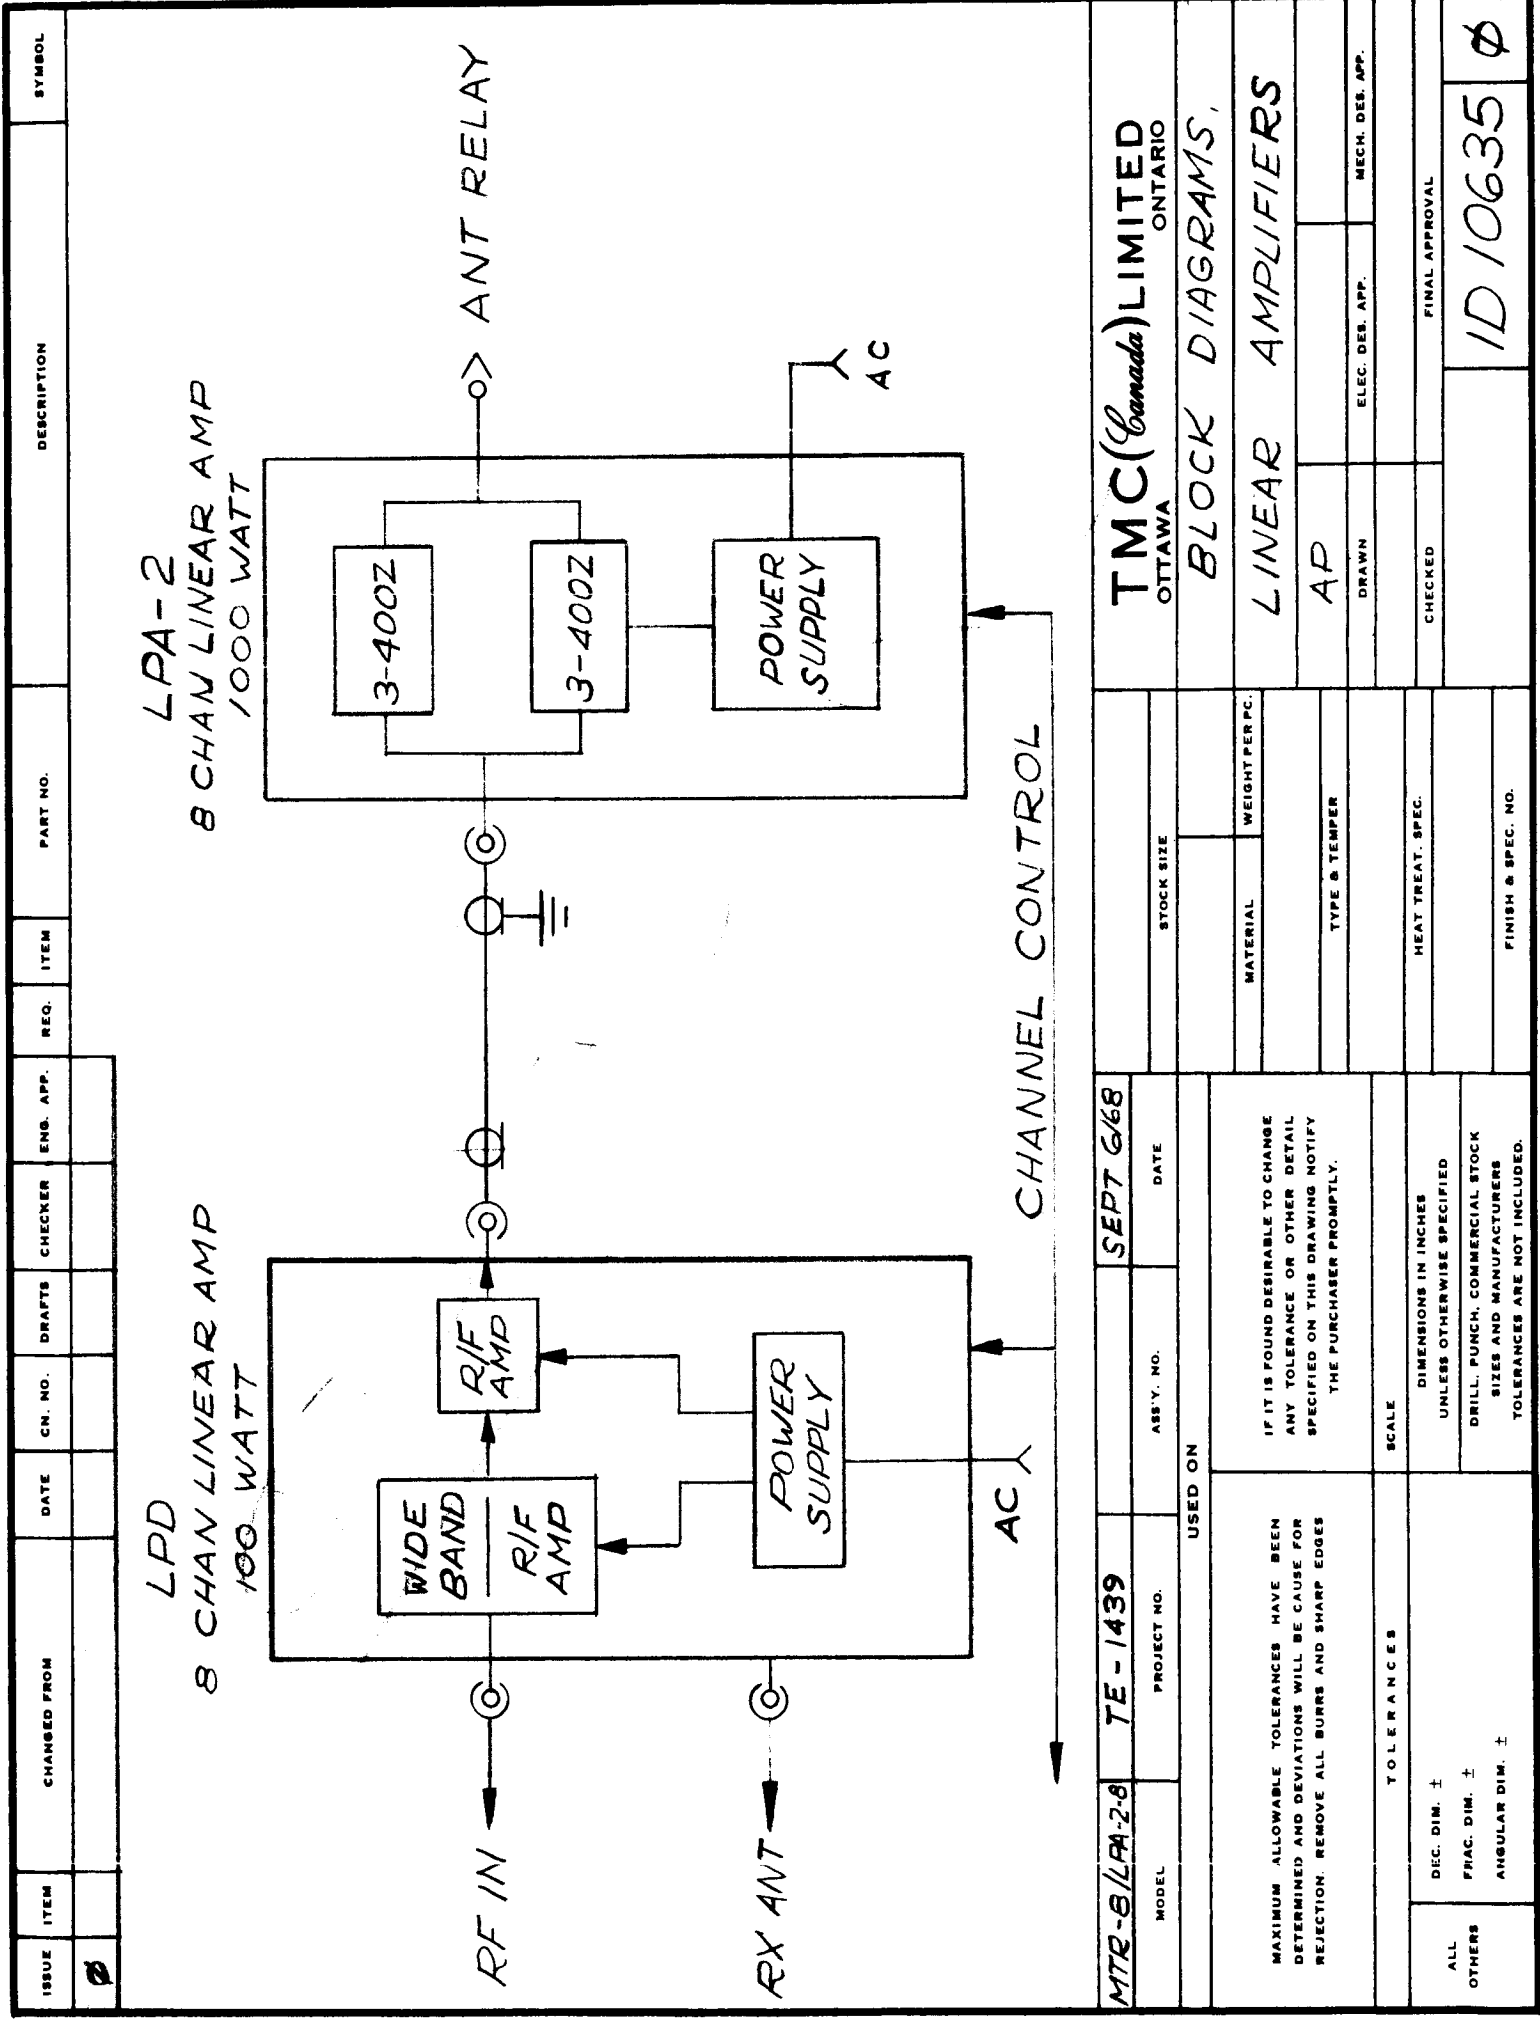 ISSUE
ITEM
CHANGED FROM
DATE
CN. NO.
DRAFTS
CHECKER
ENG. APP.
REQ.
ITEM
PART NO.
DESCRIPTION
SYMBOL
Ø
LPD
8 CHAN LINEAR AMP
100 WATT
LPA-2
8 CHAN LINEAR AMP
1000 WATT
RF IN
WIDE
BAND
R/F
AMP
R/F
AMP
3-400Z
3-400Z
ANT RELAY
RX ANT
POWER
SUPPLY
POWER
SUPPLY
AC
AC
CHANNEL CONTROL
MTR-8/LPA-2-8
TE-1439
SEPT 6/68
MODEL
PROJECT NO.
ASS'Y. NO.
DATE
USED ON
MAXIMUM ALLOWABLE TOLERANCES HAVE BEEN
DETERMINED AND DEVIATIONS WILL BE CAUSE FOR
REJECTION. REMOVE ALL BURRS AND SHARP EDGES
IF IT IS FOUND DESIRABLE TO CHANGE
ANY TOLERANCE OR OTHER DETAIL
SPECIFIED ON THIS DRAWING NOTIFY
THE PURCHASER PROMPTLY.
TOLERANCES
SCALE
ALL
OTHERS
DEC. DIM. ±
FRAC. DIM. ±
ANGULAR DIM. ±
DIMENSIONS IN INCHES
UNLESS OTHERWISE SPECIFIED
DRILL, PUNCH, COMMERCIAL STOCK
SIZES AND MANUFACTURERS
TOLERANCES ARE NOT INCLUDED.
STOCK SIZE
MATERIAL
WEIGHT PER PC.
TYPE & TEMPER
HEAT TREAT. SPEC.
FINISH & SPEC. NO.
TMC (Canada) LIMITED
OTTAWA ONTARIO
BLOCK DIAGRAMS.
LINEAR AMPLIFIERS
AP
DRAWN
ELEC. DES. APP.
MECH. DES. APP.
CHECKED
FINAL APPROVAL
ID 10635
Ø